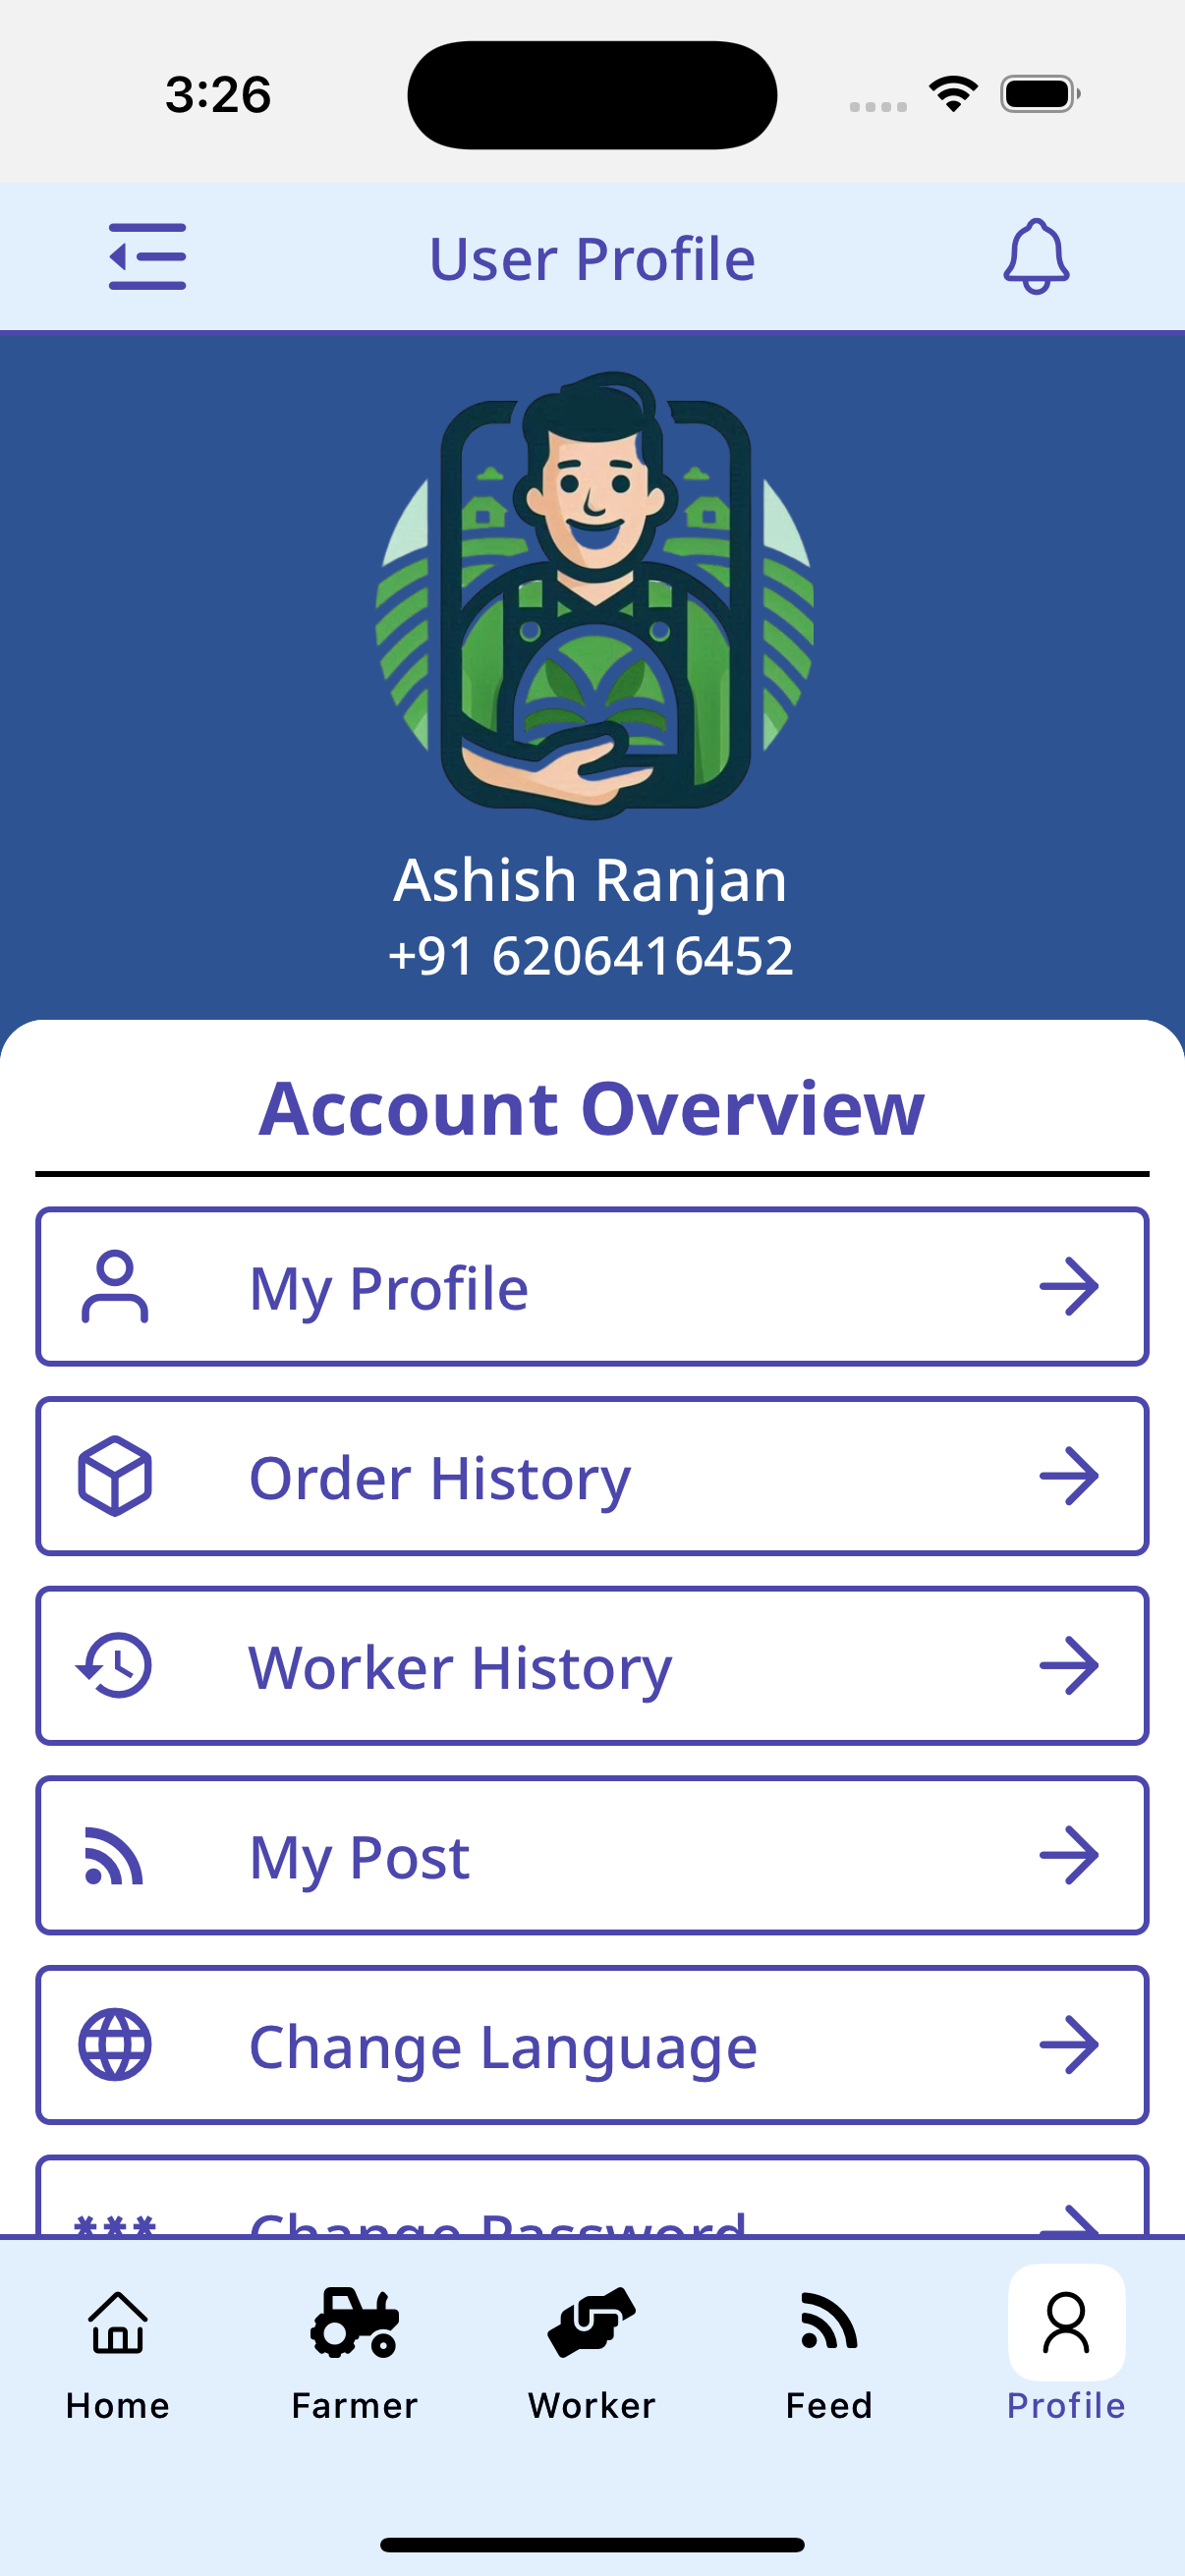 3:26
User Profile
Ashish Ranjan
+91 6206416452
Account Overview
My Profile
Order History
Worker History
My Post
Change Language
Change Password
Home
Farmer
Worker
Feed
Profile